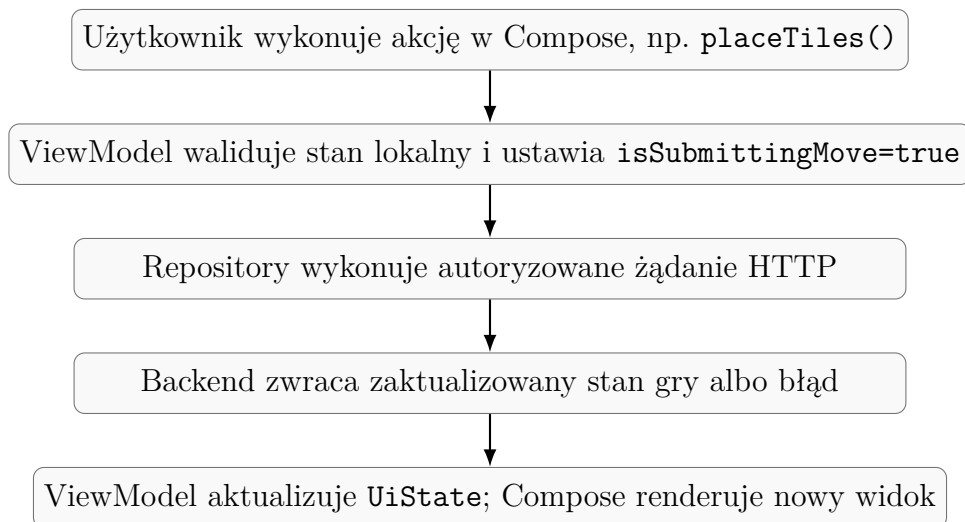 Użytkownik wykonuje akcję w Compose, np. placeTiles()
ViewModel waliduje stan lokalny i ustawia isSubmittingMove=true
Repository wykonuje autoryzowane żądanie HTTP
Backend zwraca zaktualizowany stan gry albo błąd
ViewModel aktualizuje UiState; Compose renderuje nowy widok